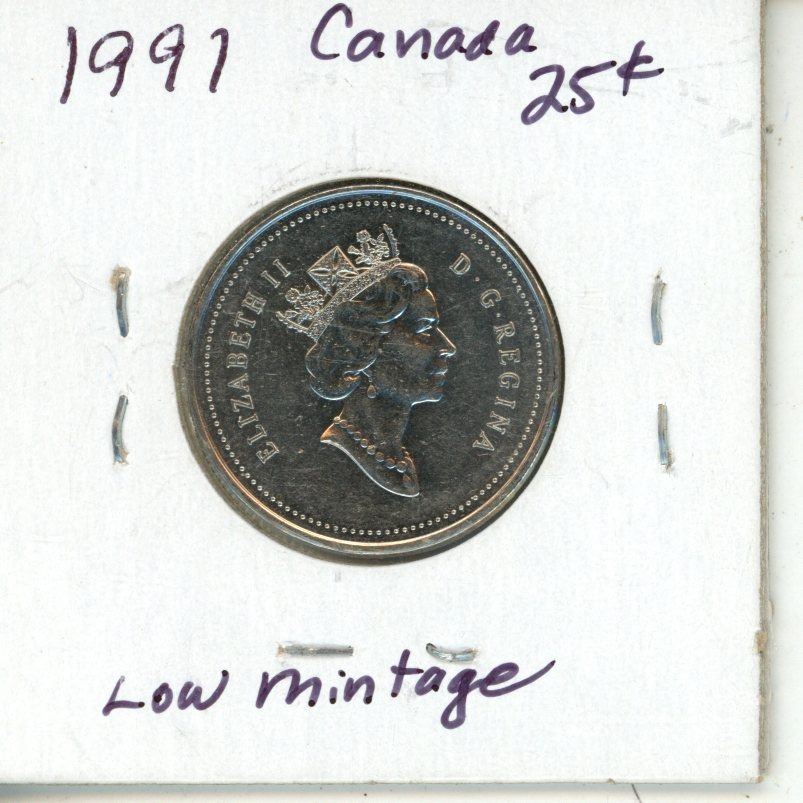 1991 Canada
25¢
ELIZABETH II D·G·REGINA
Low mintage